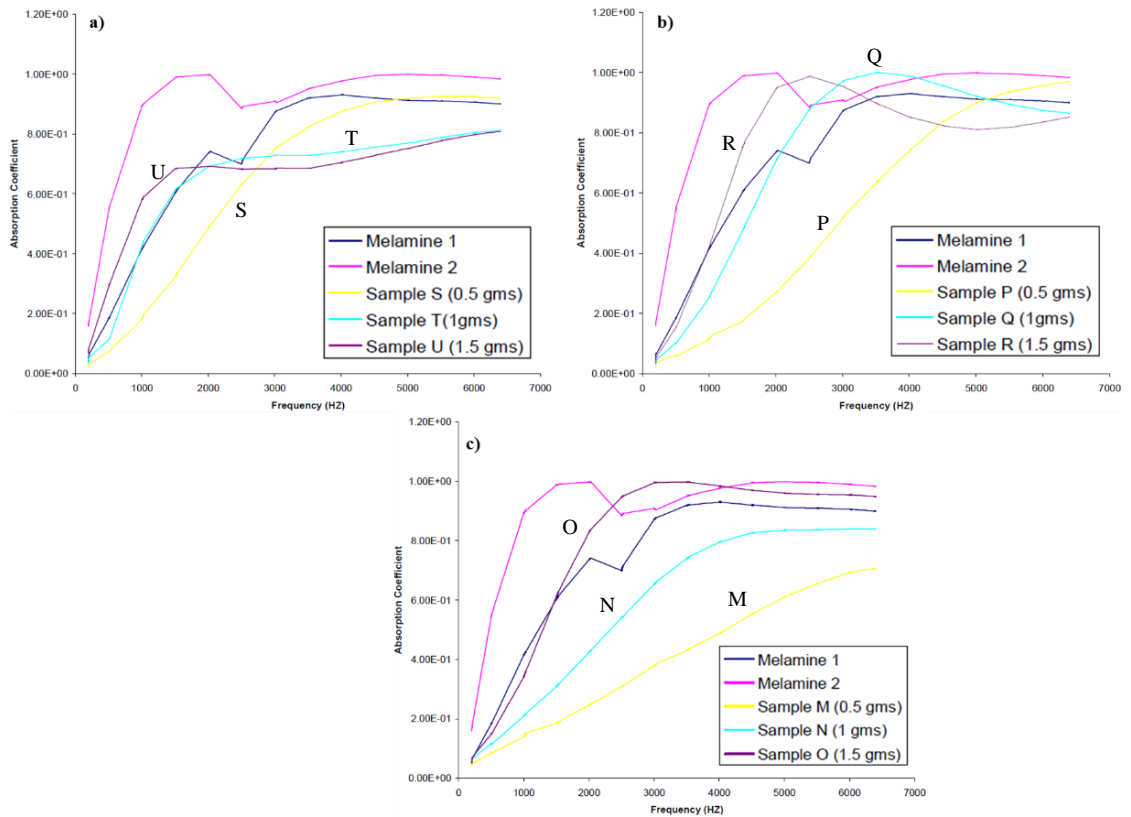 a)
1.20E+00
1.00E+00
8.00E-01
6.00E-01
4.00E-01
2.00E-01
0.00E+00
Absorption Coefficient
0 1000 2000 3000 4000 5000 6000 7000
Frequency (HZ)
U
T
S
Melamine 1
Melamine 2
Sample S (0.5 gms)
Sample T(1gms)
Sample U (1.5 gms)
b)
1.20E+00
1.00E+00
8.00E-01
6.00E-01
4.00E-01
2.00E-01
0.00E+00
Absorption Coefficient
0 1000 2000 3000 4000 5000 6000 7000
Frequency (HZ)
Q
R
P
Melamine 1
Melamine 2
Sample P (0.5 gms)
Sample Q (1gms)
Sample R (1.5 gms)
c)
1.20E+00
1.00E+00
8.00E-01
6.00E-01
4.00E-01
2.00E-01
0.00E+00
Absorption Coefficient
0 1000 2000 3000 4000 5000 6000 7000
Frequency (HZ)
O
N
M
Melamine 1
Melamine 2
Sample M (0.5 gms)
Sample N (1 gms)
Sample O (1.5 gms)